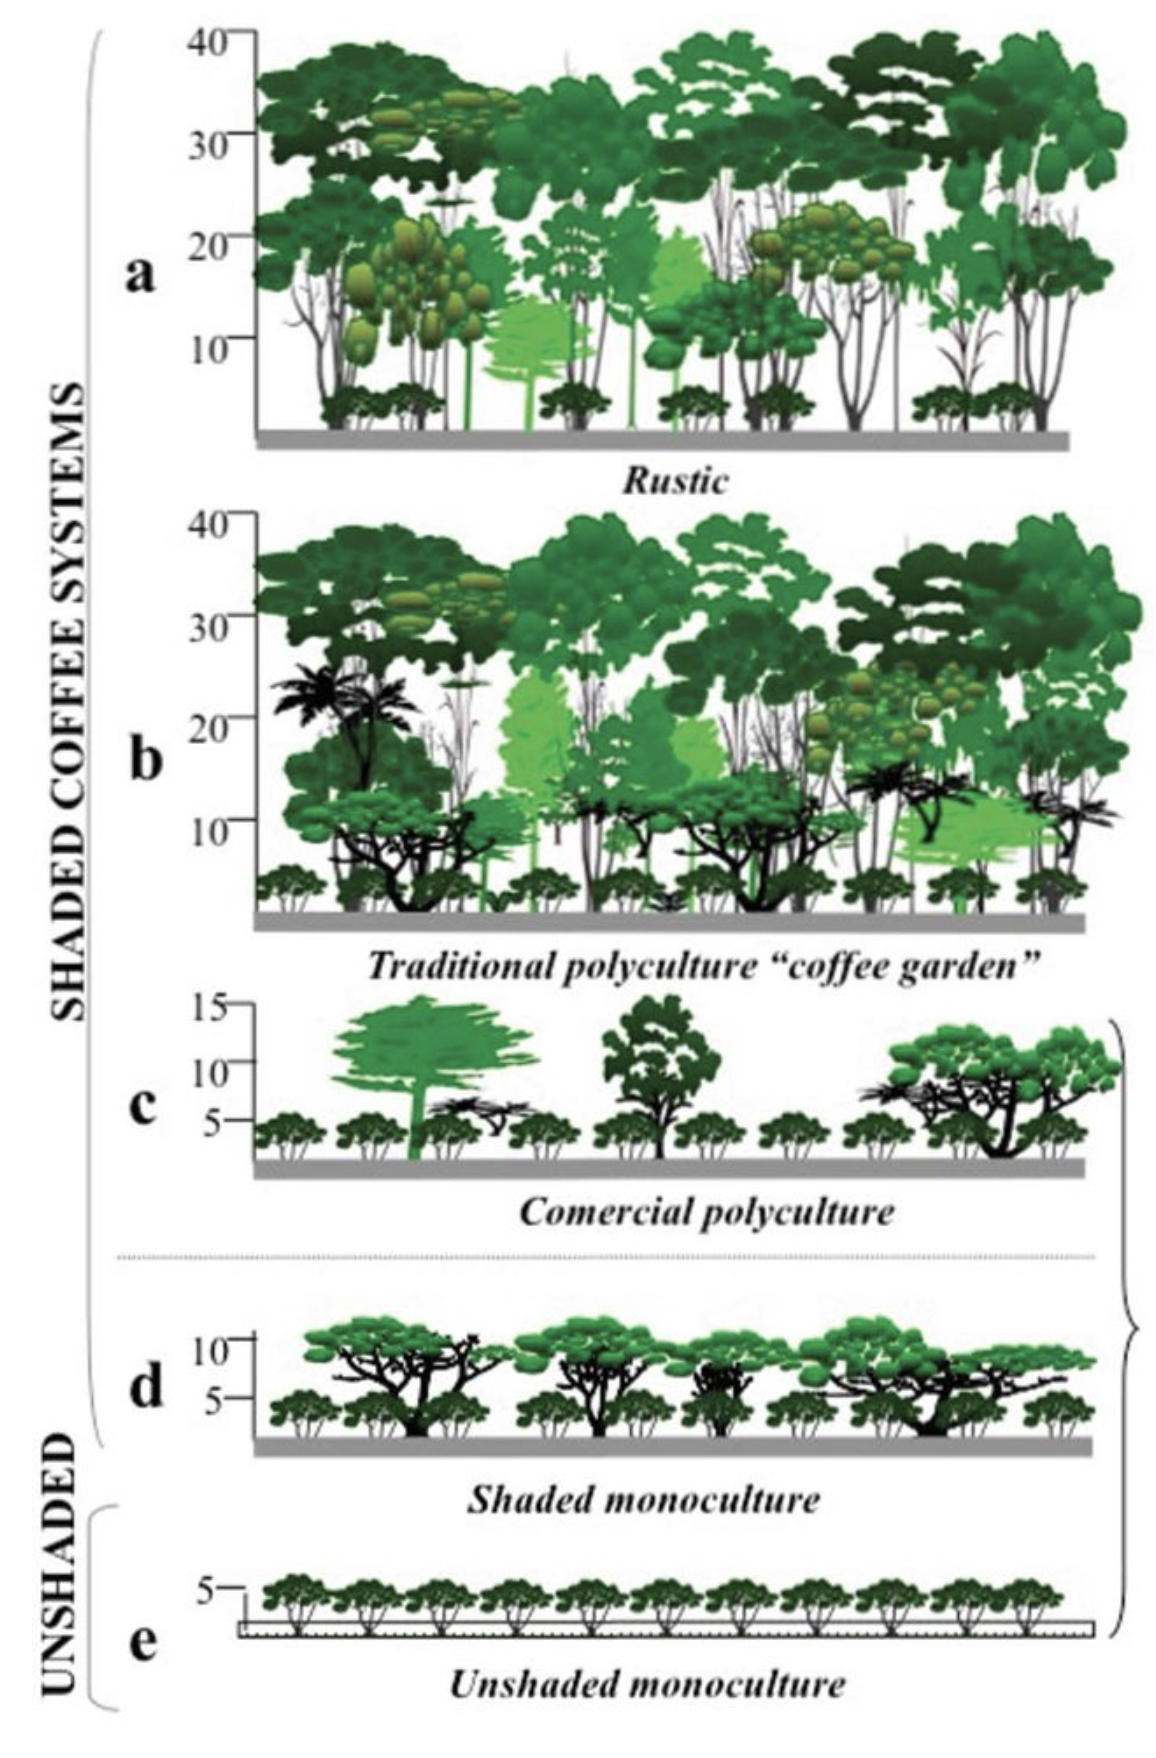 SHADED COFFEE SYSTEMS
40
30
20
10
a
Rustic
40
30
20
10
b
Traditional polyculture “coffee garden”
15
10
5
c
Comercial polyculture
10
5
d
Shaded monoculture
UNSHADED
5
e
Unshaded monoculture